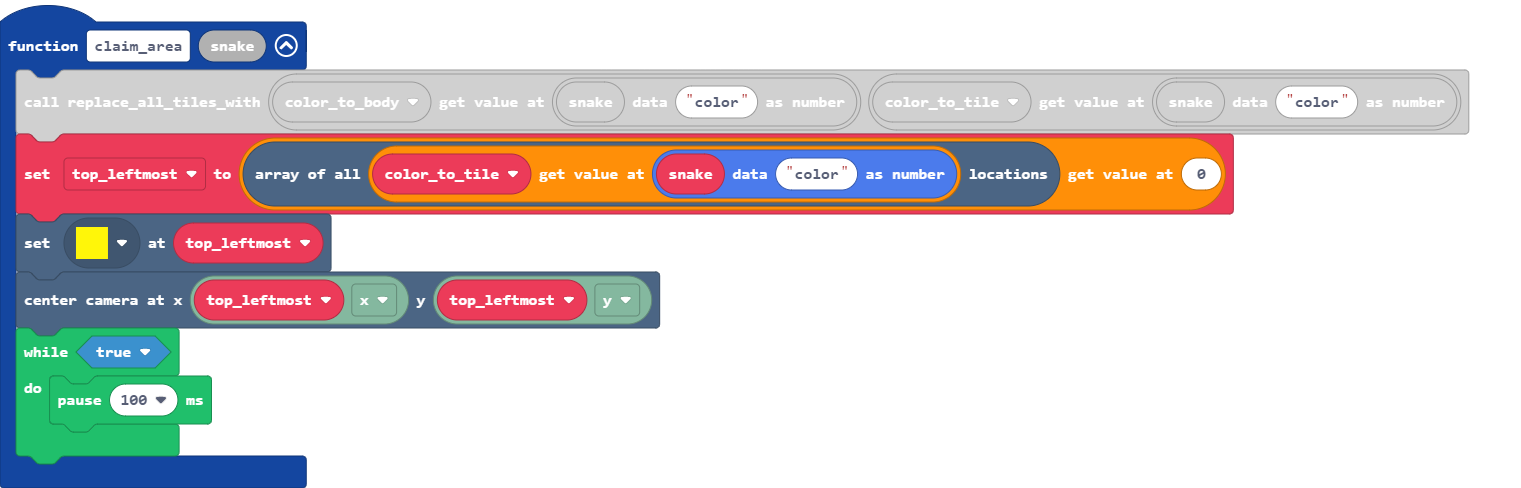 function claim_area snake
call replace_all_tiles_with color_to_body get value at snake data "color" as number color_to_tile get value at snake data "color" as number
set top_leftmost to array of all color_to_tile get value at snake data "color" as number locations get value at 0
set at top_leftmost
center camera at x top_leftmost x y top_leftmost y
while true
do
pause 100 ms